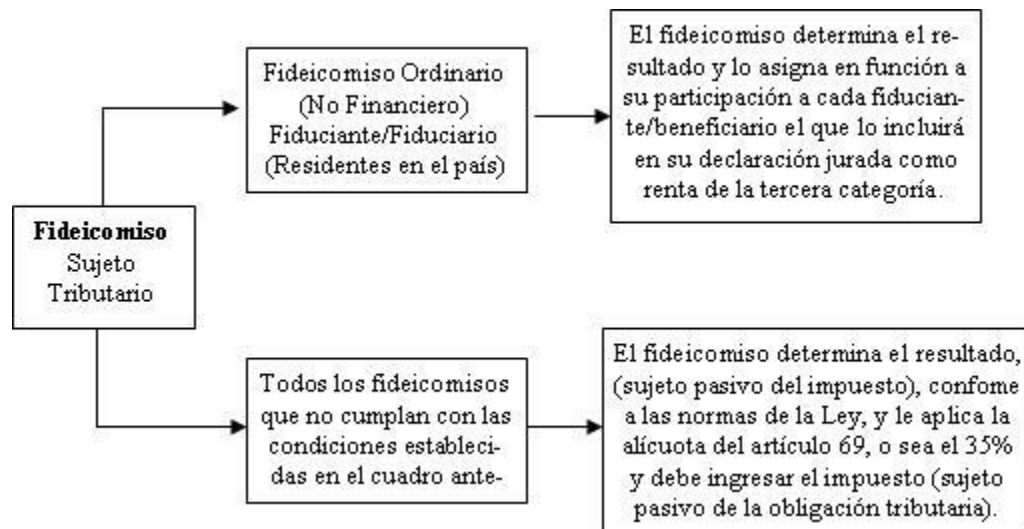 Fideicomiso
Sujeto
Tributario
Fideicomiso Ordinario
(No Financiero)
Fiduciante/Fiduciario
(Residentes en el país)
El fideicomiso determina el re-
sultado y lo asigna en función a
su participación a cada fiducian-
te/beneficiario el que lo incluirá
en su declaración jurada como
renta de la tercera categoría.
Todos los fideicomisos
que no cumplan con las
condiciones estableci-
das en el cuadro ante-
El fideicomiso determina el resultado,
(sujeto pasivo del impuesto), confome
a las normas de la Ley, y le aplica la
alícuota del artículo 69, o sea el 35%
y debe ingresar el impuesto (sujeto
pasivo de la obligación tributaria).